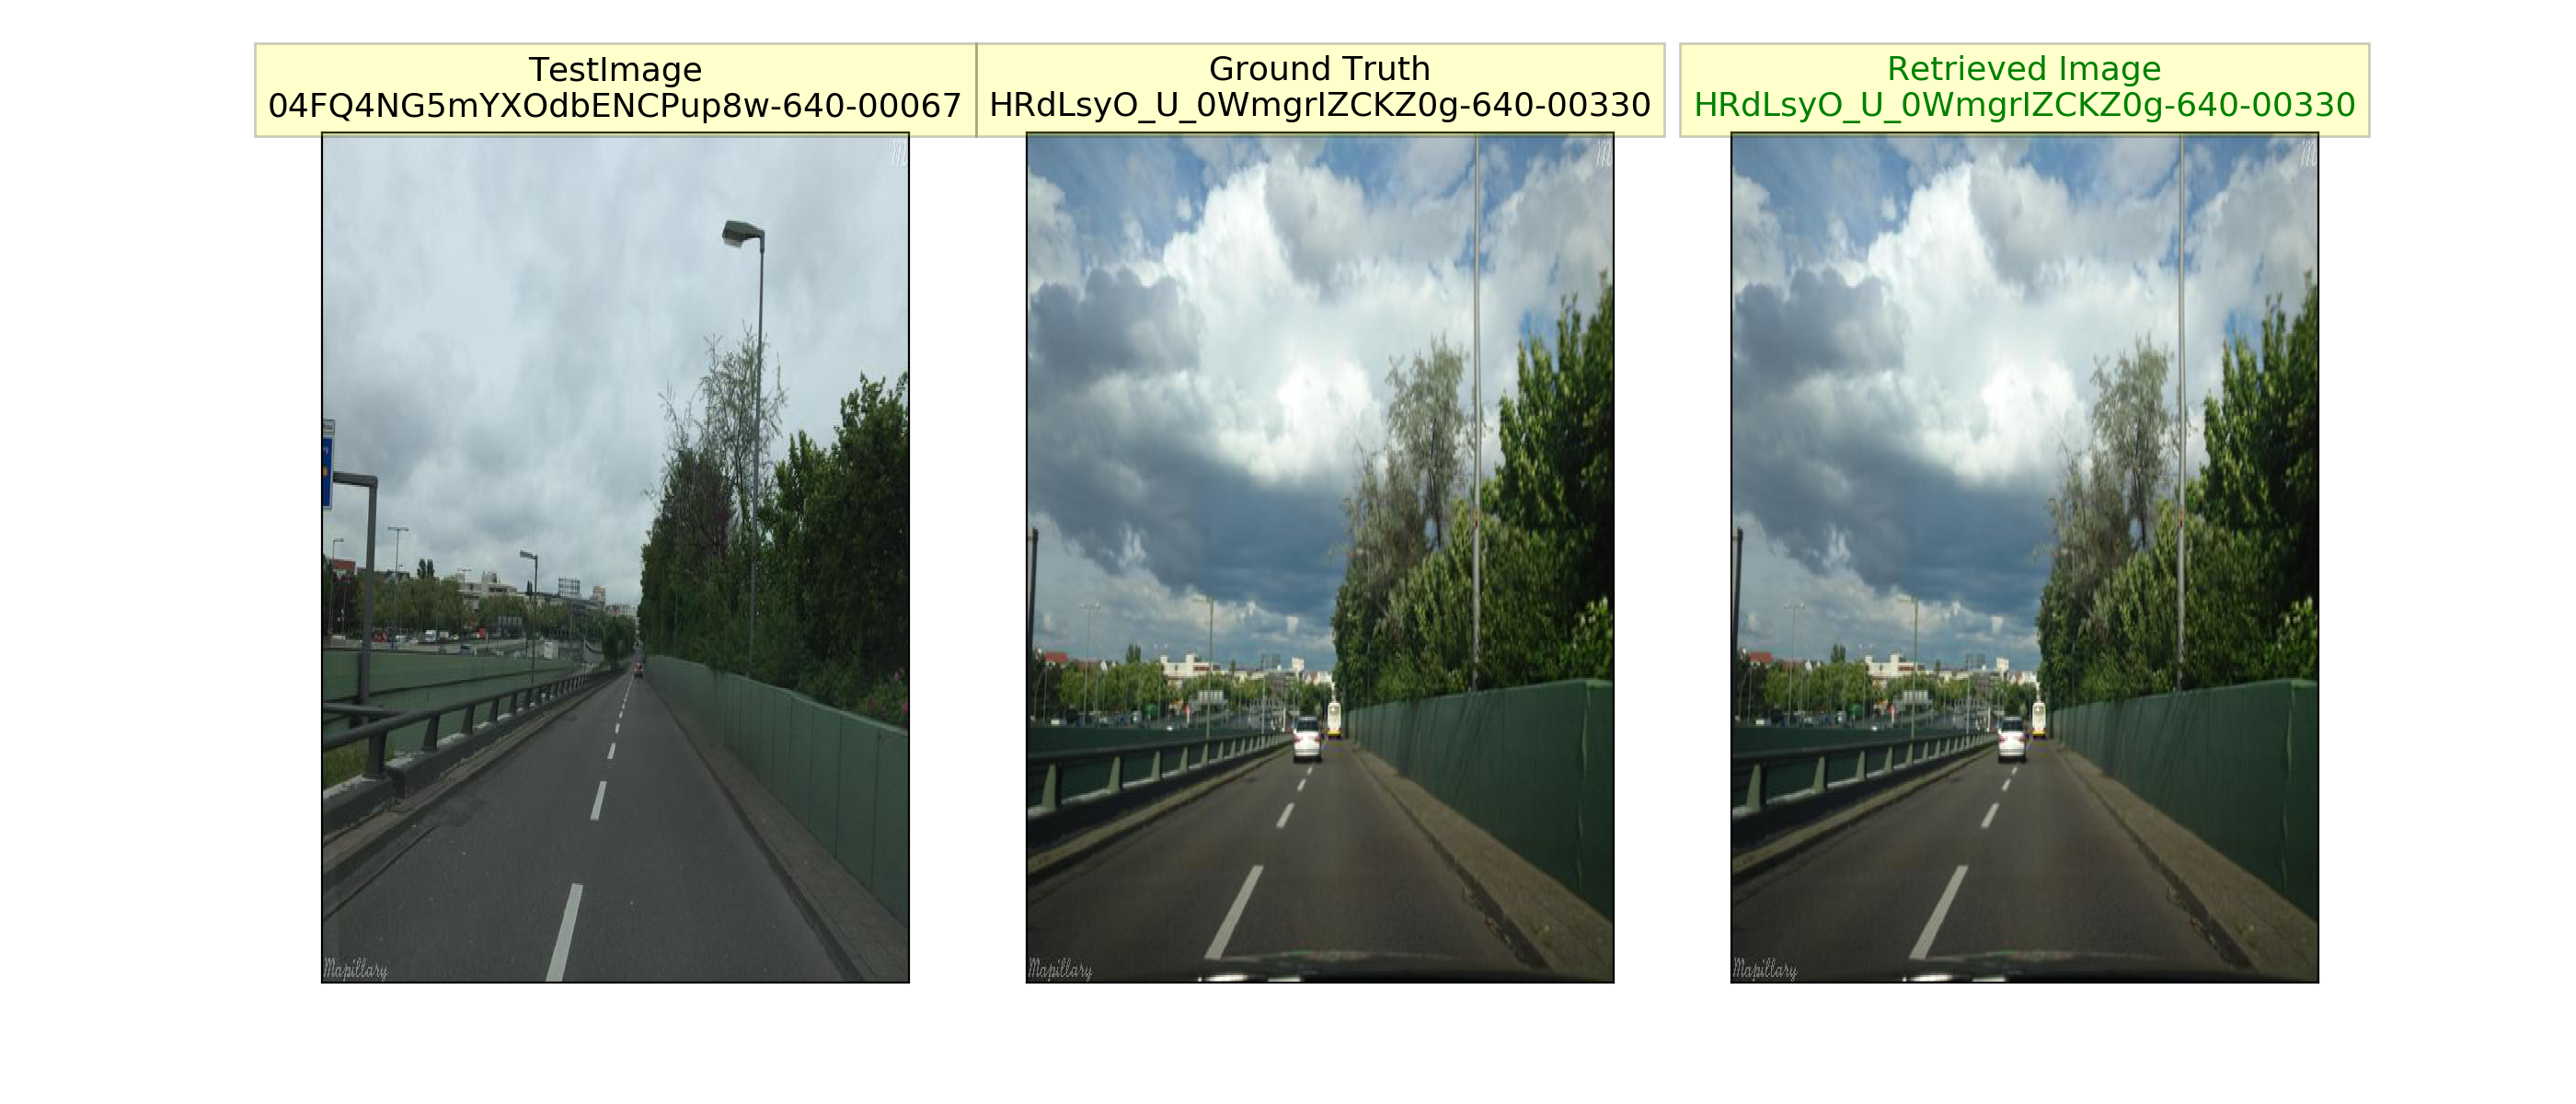 TestImage
04FQ4NG5mYXOdbENCPup8w-640-00067
Ground Truth
HRdLsyO_U_0WmgrIZCKZ0g-640-00330
Retrieved Image
HRdLsyO_U_0WmgrIZCKZ0g-640-00330
M
M
M
Mapillary
Mapillary
Mapillary